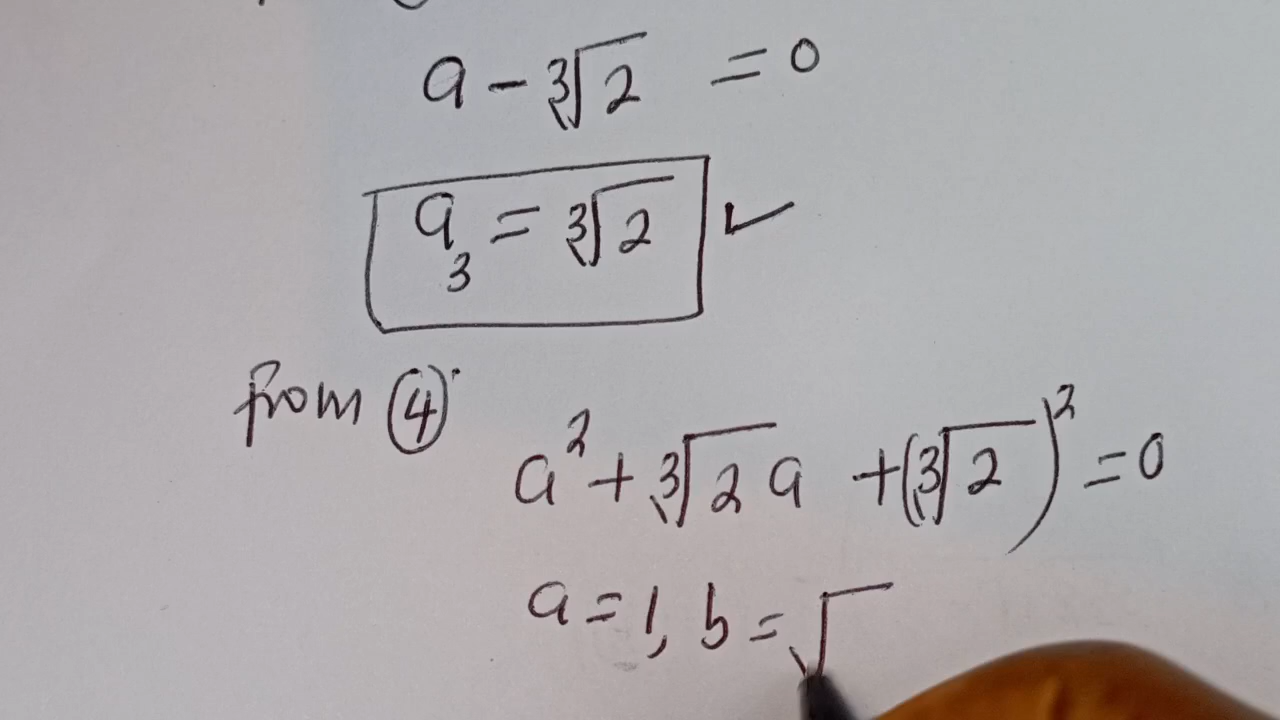 a - ∛2 = 0
a₃ = ∛2 ✓
from ④
a² + ∛2 a + (∛2)² = 0
a = 1, b = √